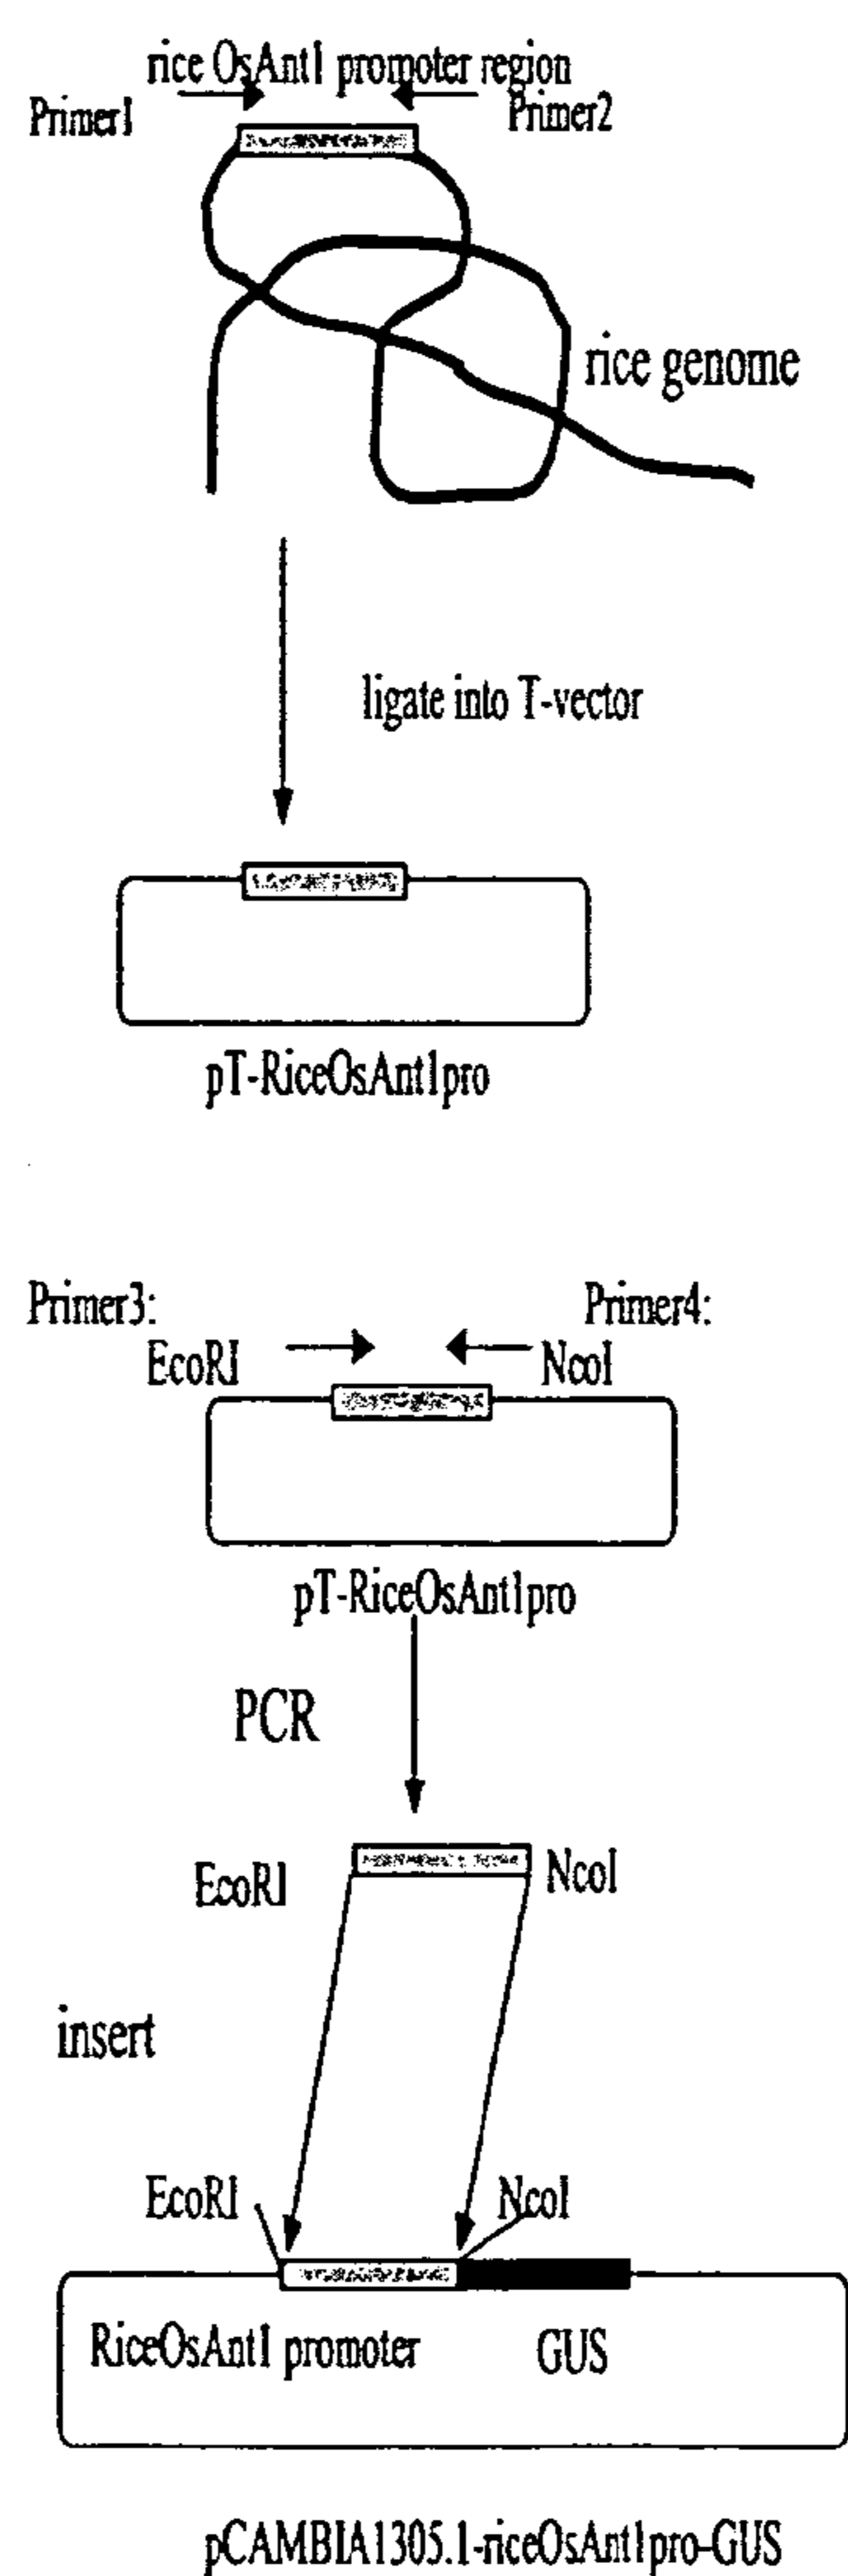 rice OsAnt1 promoter region
Primer1
Primer2
rice genome
ligate into T-vector
pT-RiceOsAnt1pro
Primer3:
Primer4:
EcoRI
NcoI
pT-RiceOsAnt1pro
PCR
EcoRI
NcoI
insert
EcoRI
NcoI
RiceOsAnt1 promoter
GUS
pCAMBIA1305.1-riceOsAnt1pro-GUS